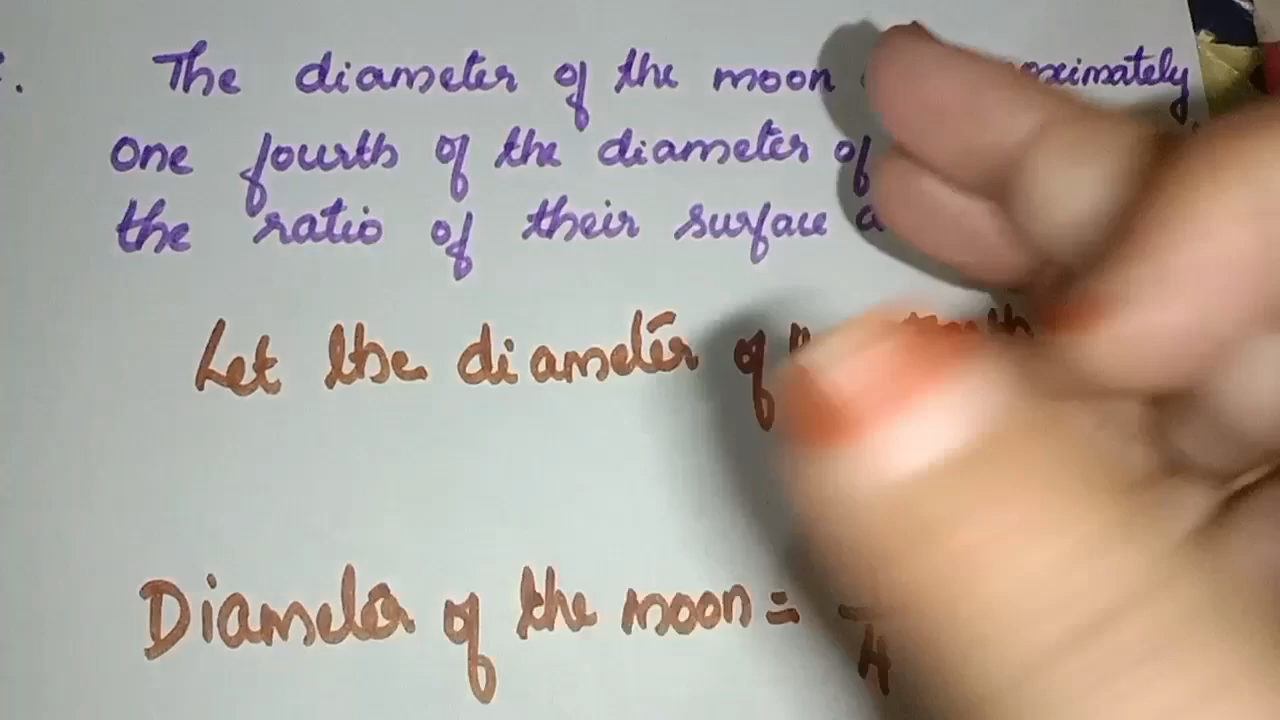 The diameter of the moon
one fourth of the diameter of
the ratio of their surface
Let the diameter of
Diameter of the moon =
4